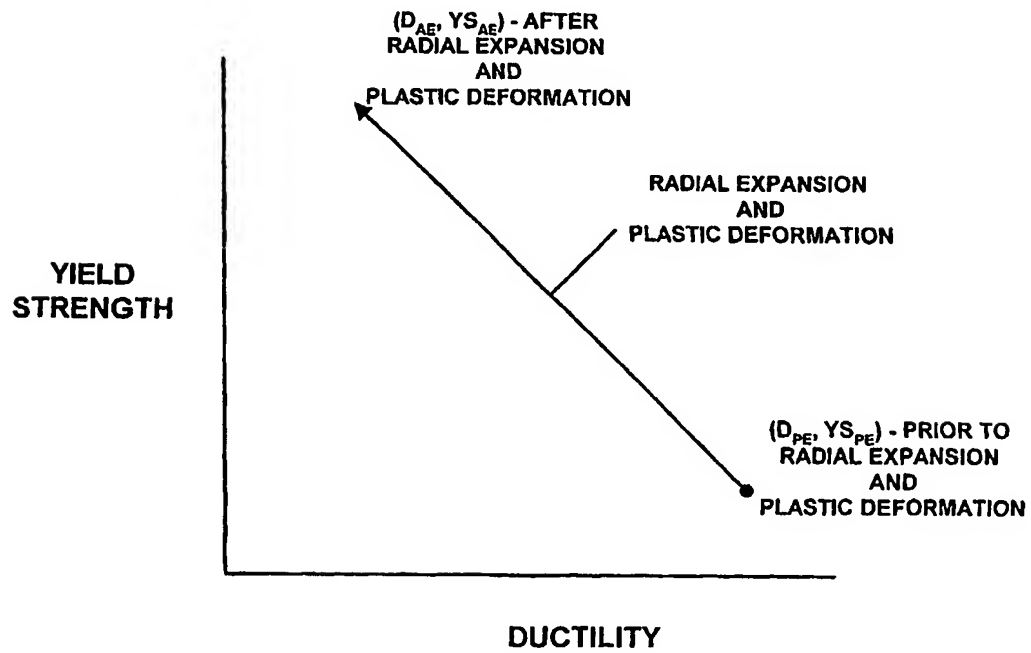 (D_AE, YS_AE) - AFTER
RADIAL EXPANSION
AND
PLASTIC DEFORMATION
RADIAL EXPANSION
AND
PLASTIC DEFORMATION
YIELD
STRENGTH
(D_PE, YS_PE) - PRIOR TO
RADIAL EXPANSION
AND
PLASTIC DEFORMATION
DUCTILITY